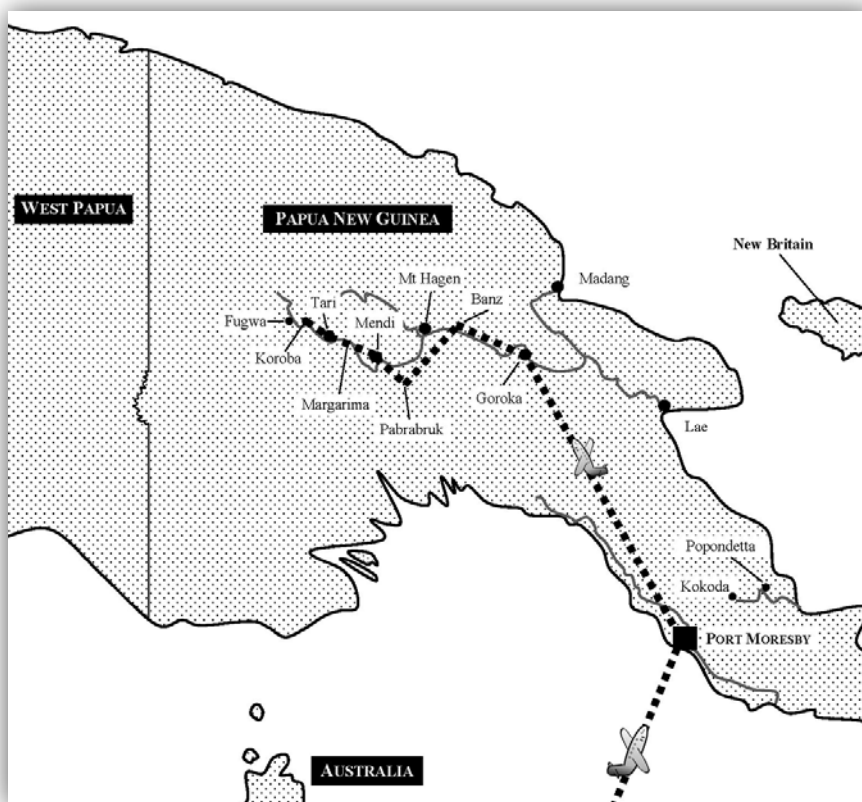 WEST PAPUA
PAPUA NEW GUINEA
New Britain
Mt Hagen
Madang
Banz
Tari
Fugwa
Mendi
Koroba
Margarima
Goroka
Pabrabruk
Lae
Popondetta
Kokoda
PORT MORESBY
AUSTRALIA